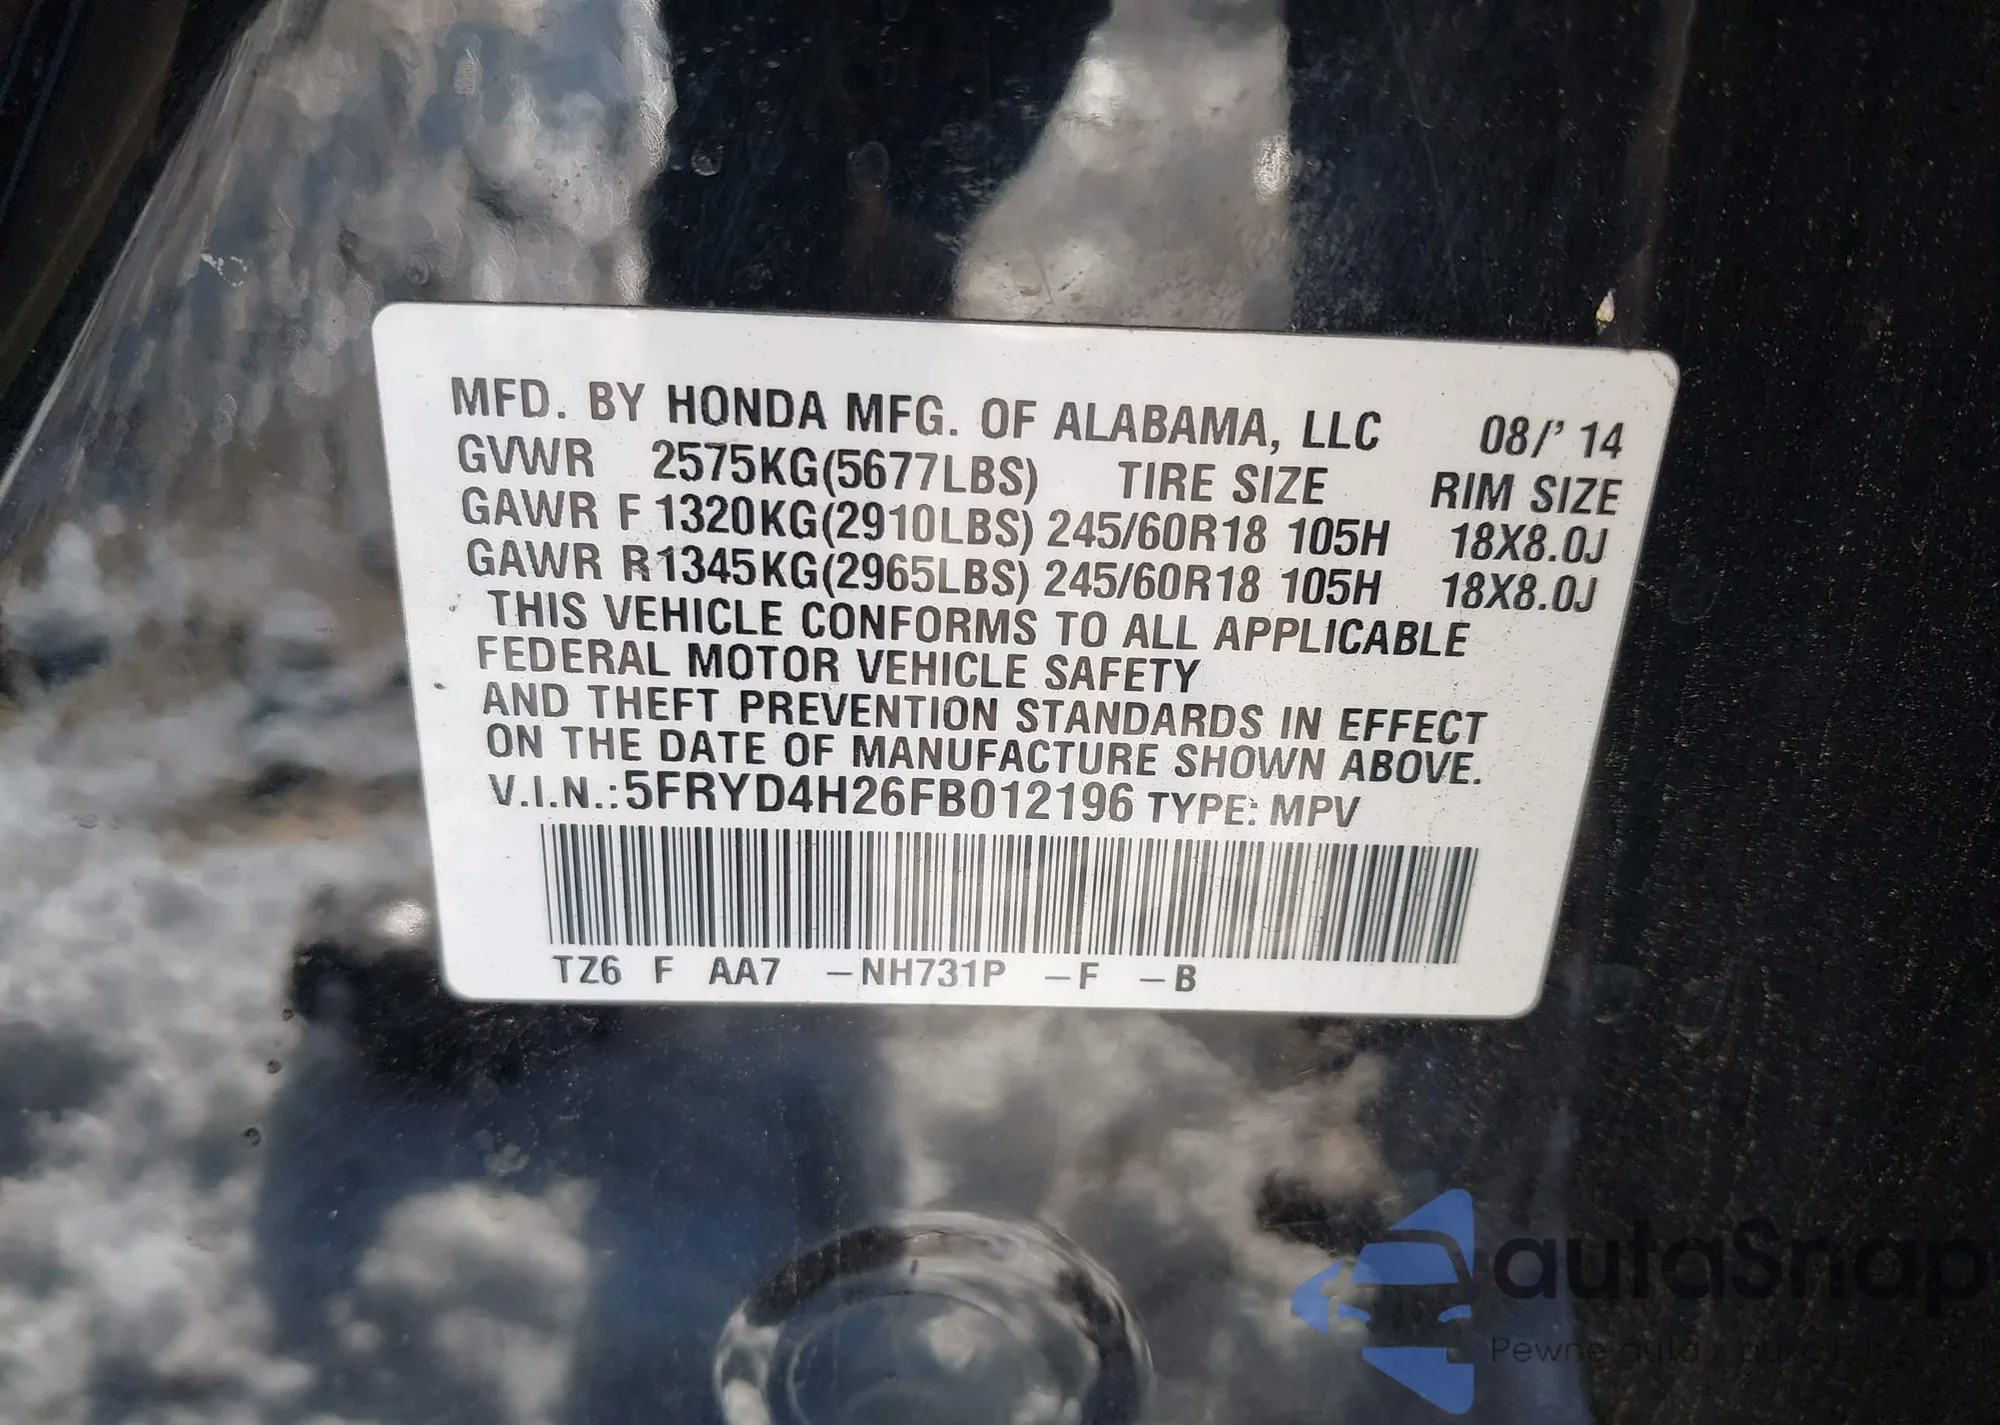 MFD. BY HONDA MFG. OF ALABAMA, LLC 08/' 14
GVWR 2575KG(5677LBS) TIRE SIZE RIM SIZE
GAWR F 1320KG(2910LBS) 245/60R18 105H 18X8.0J
GAWR R1345KG(2965LBS) 245/60R18 105H 18X8.0J
THIS VEHICLE CONFORMS TO ALL APPLICABLE
FEDERAL MOTOR VEHICLE SAFETY
AND THEFT PREVENTION STANDARDS IN EFFECT
ON THE DATE OF MANUFACTURE SHOWN ABOVE.
V.I.N.:5FRYD4H26FB012196 TYPE: MPV
TZ6 F AA7 –NH731P –F –B
autaSnap
Pewne auta z